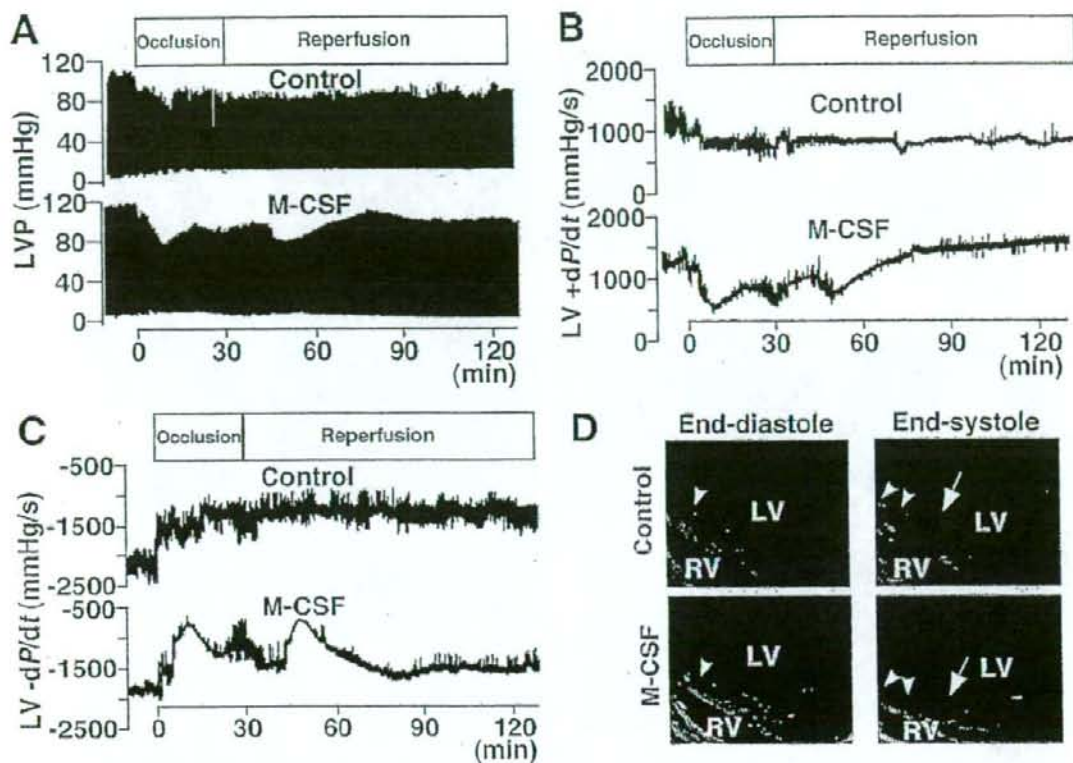 A
Occlusion Reperfusion
Control
120
80
40
0
M-CSF
120
80
40
0
LVP (mmHg)
0 30 60 90 120
(min)
B
Occlusion Reperfusion
2000
1000
0
Control
2000
1000
0
M-CSF
LV +dP/dt (mmHg/s)
0 30 60 90 120
(min)
C
Occlusion Reperfusion
Control
-500
-1500
-2500
M-CSF
-500
-1500
-2500
LV -dP/dt (mmHg/s)
0 30 60 90 120
(min)
D
End-diastole End-systole
Control
LV LV
RV RV
M-CSF
LV LV
RV RV